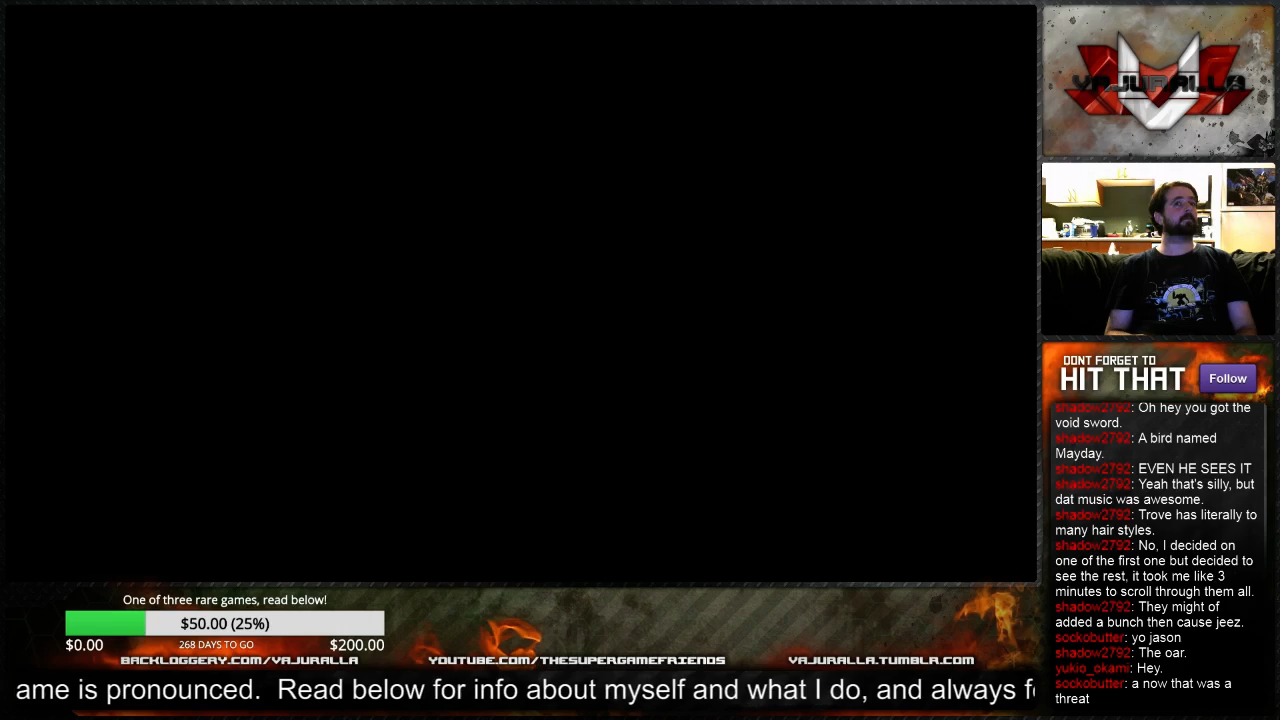 VAJURALLA
DONT FORGET TO
HIT THAT
Follow
shadow2792: Oh hey you got the
void sword.
shadow2792: A bird named
Mayday.
shadow2792: EVEN HE SEES IT
shadow2792: Yeah that's silly, but
dat music was awesome.
shadow2792: Trove has literally to
many hair styles.
shadow2792: No, I decided on
one of the first one but decided to
see the rest, it took me like 3
minutes to scroll through them all.
shadow2792: They might of
added a bunch then cause jeez.
sockobutter: yo jason
shadow2792: The oar.
yukio_okami: Hey.
sockobutter: a now that was a
threat
One of three rare games, read below!
$50.00 (25%)
$0.00 268 DAYS TO GO $200.00
BACKLOGGERY.COM/VAJURALLA YOUTUBE.COM/THESUPERGAMEFRIENDS VAJURALLA.TUMBLR.COM
ame is pronounced. Read below for info about myself and what I do, and always f